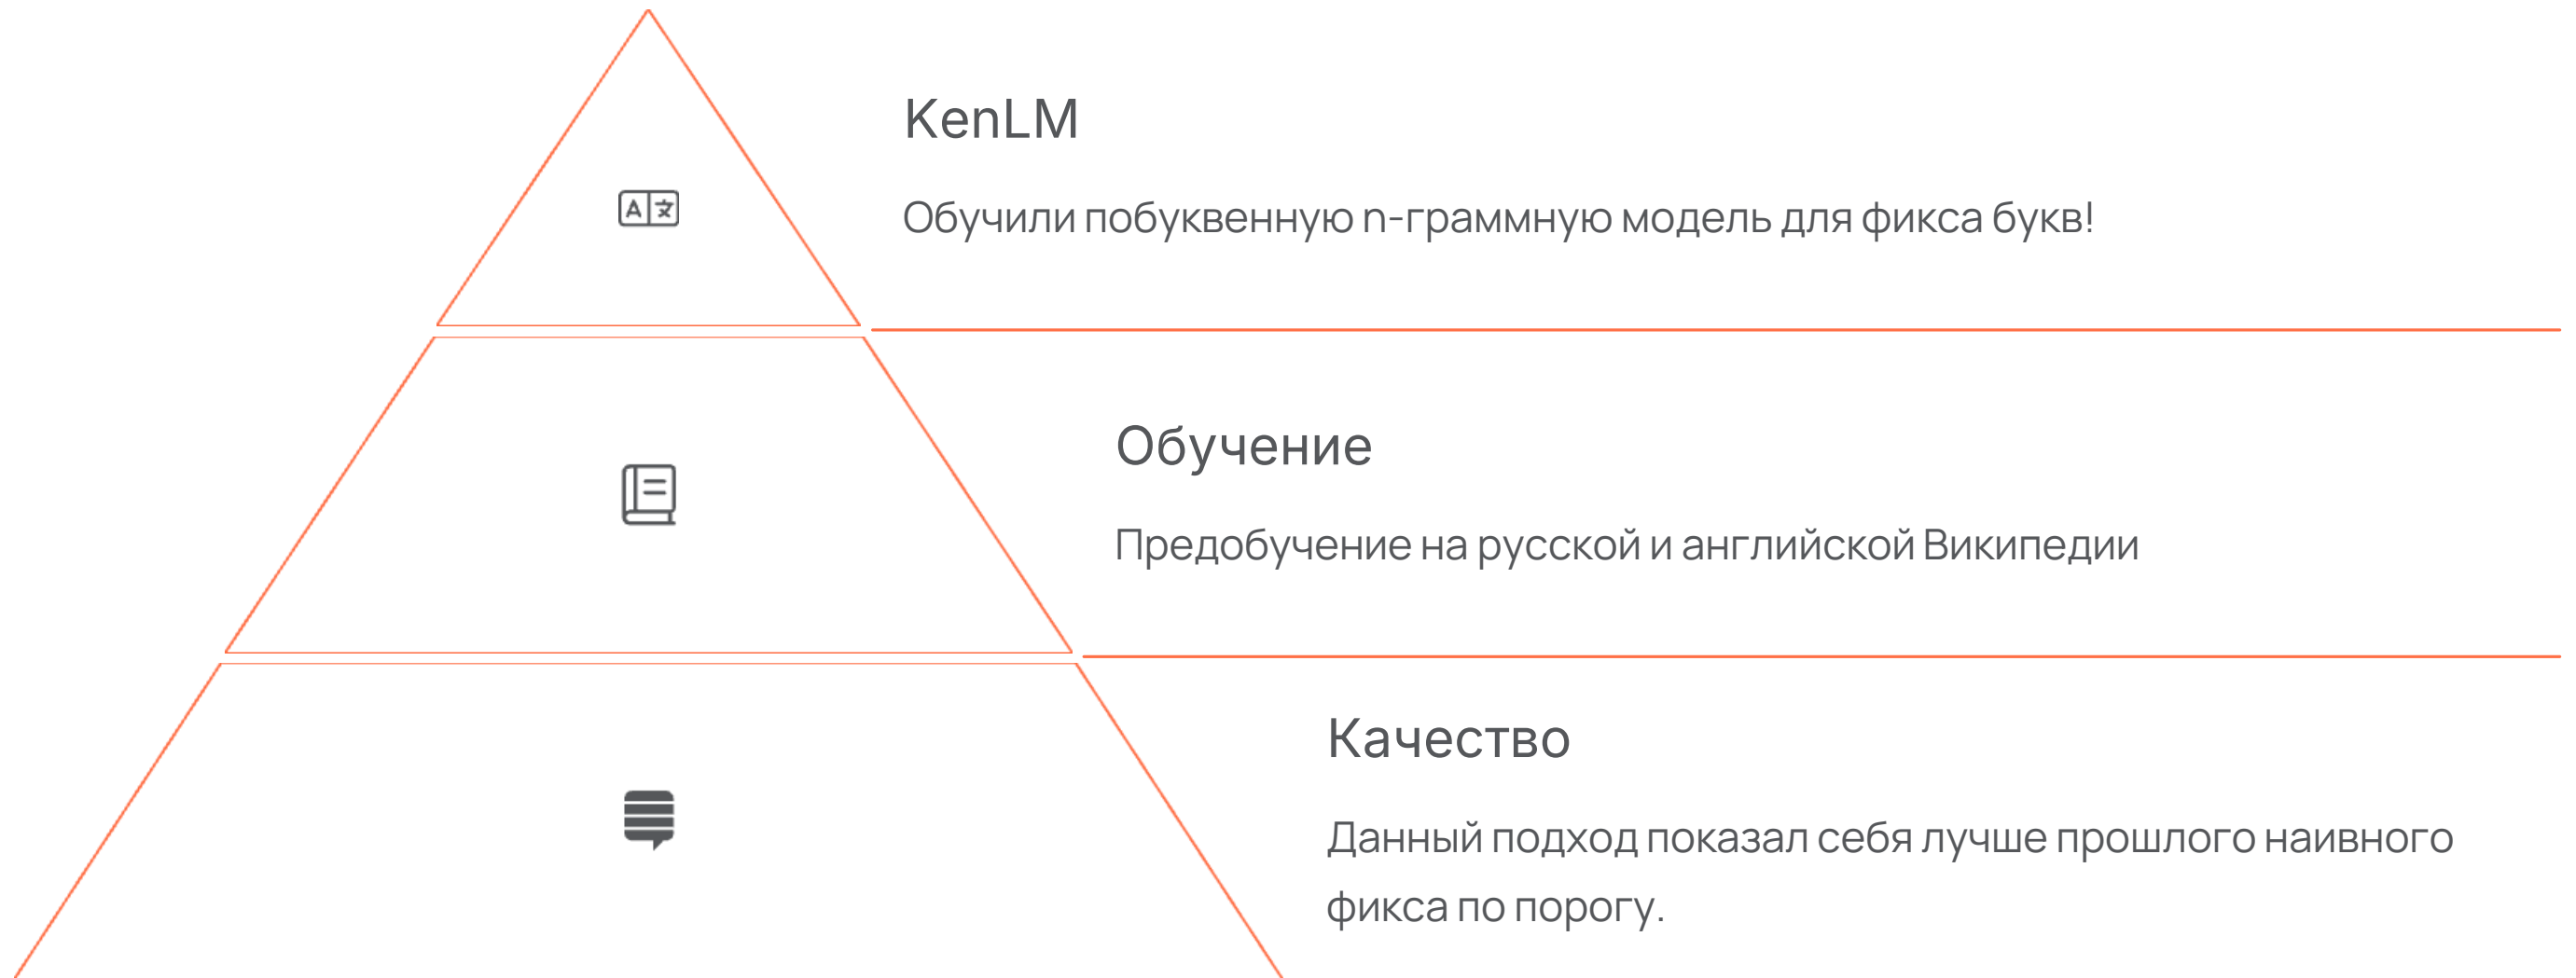 KenLM
Обучили побуквенную n-граммную модель для фикса букв!
Обучение
Предобучение на русской и английской Википедии
Качество
Данный подход показал себя лучше прошлого наивного
фикса по порогу.